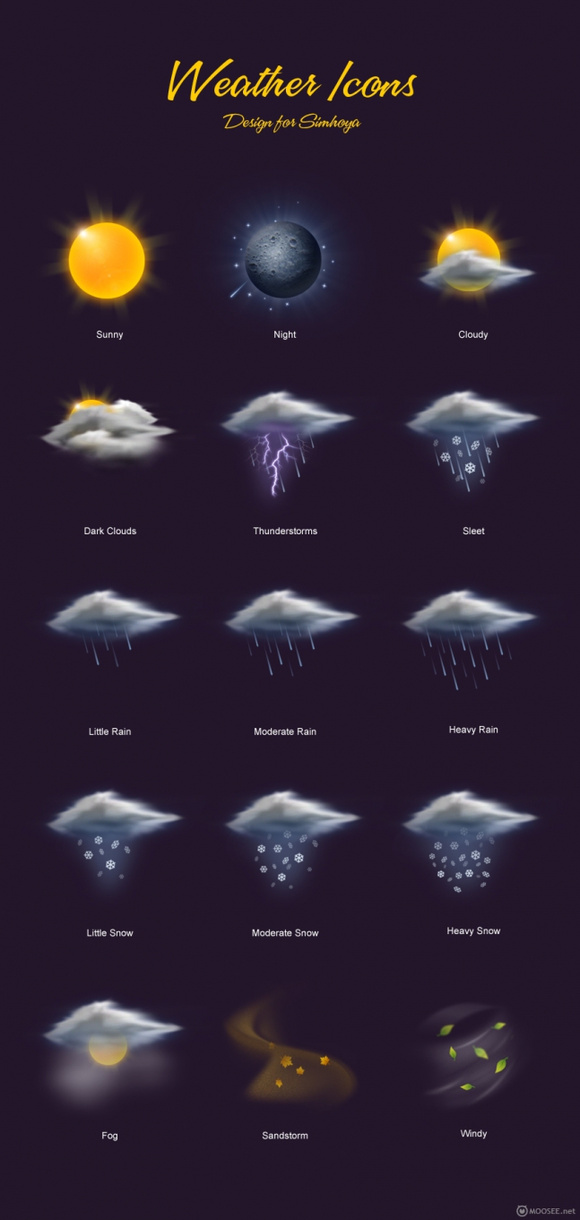 Weather Icons
Design for Simhoya
Sunny
Night
Cloudy
Dark Clouds
Thunderstorms
Sleet
Little Rain
Moderate Rain
Heavy Rain
Little Snow
Moderate Snow
Heavy Snow
Fog
Sandstorm
Windy
MOOSEE.net